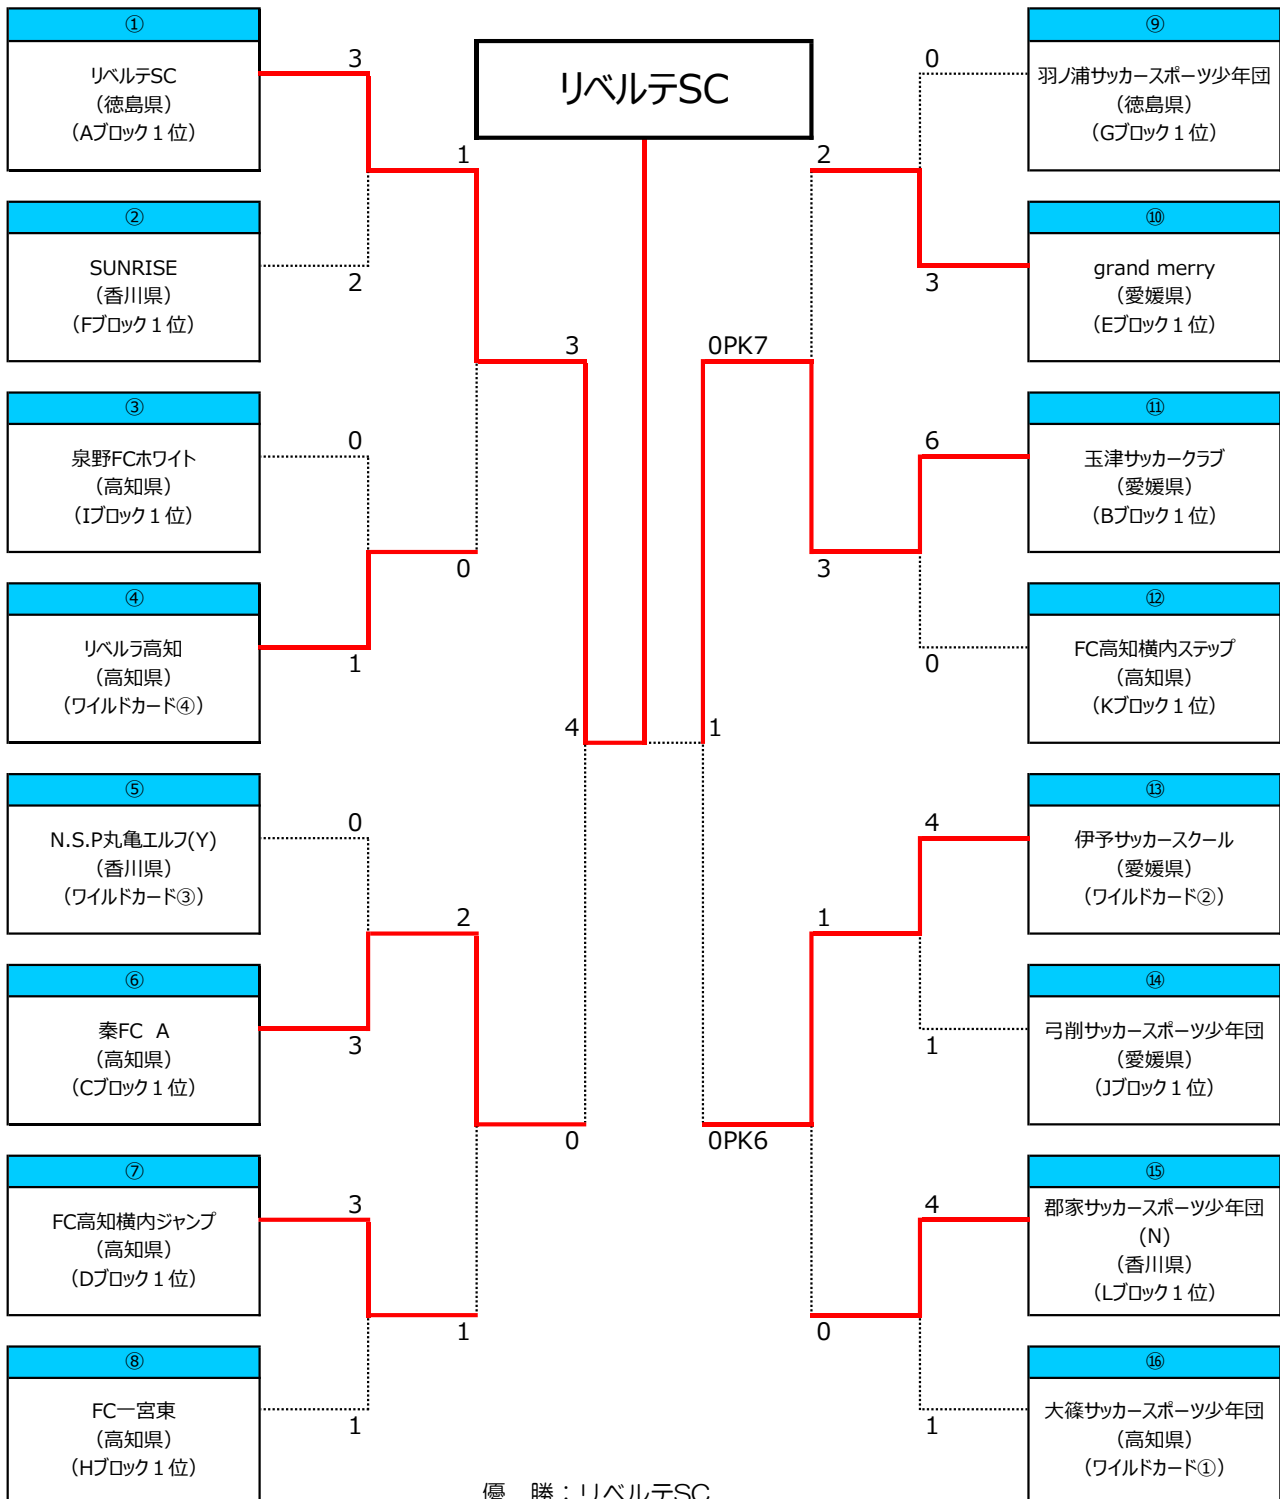 ①
リベルテSC
（徳島県）
（Aブロック１位）
②
SUNRISE
（香川県）
（Fブロック１位）
③
泉野FCホワイト
（高知県）
（Iブロック１位）
④
リベルラ高知
（高知県）
（ワイルドカード④）
⑤
N.S.P丸亀エルフ(Y)
（香川県）
（ワイルドカード③）
⑥
秦FC A
（高知県）
（Cブロック１位）
⑦
FC高知横内ジャンプ
（高知県）
（Dブロック１位）
⑧
FC一宮東
（高知県）
（Hブロック１位）
3
2
0
1
0
3
3
1
1
0
2
1
3
0
4
リベルテSC
1
0PK7
0PK6
2
3
1
0
0
3
6
0
4
1
4
1
⑨
羽ノ浦サッカースポーツ少年団
（徳島県）
（Gブロック１位）
⑩
grand merry
（愛媛県）
（Eブロック１位）
⑪
玉津サッカークラブ
（愛媛県）
（Bブロック１位）
⑫
FC高知横内ステップ
（高知県）
（Kブロック１位）
⑬
伊予サッカースクール
（愛媛県）
（ワイルドカード②）
⑭
弓削サッカースポーツ少年団
（愛媛県）
（Jブロック１位）
⑮
郡家サッカースポーツ少年団
(N)
（香川県）
（Lブロック１位）
⑯
大篠サッカースポーツ少年団
（高知県）
（ワイルドカード①）
優　勝：リベルテSC